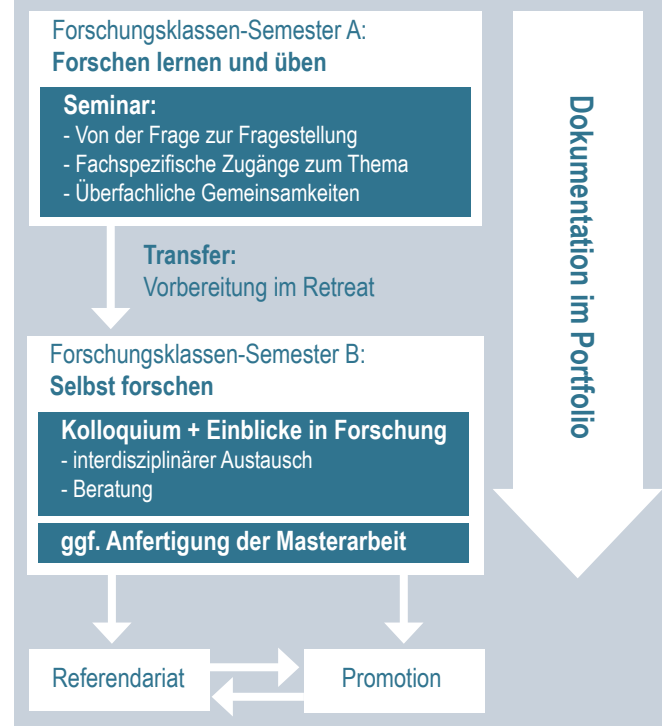 Forschungsklassen-Semester A:
Forschen lernen und üben
Seminar:
- Von der Frage zur Fragestellung
- Fachspezifische Zugänge zum Thema
- Überfachliche Gemeinsamkeiten
Transfer:
Vorbereitung im Retreat
Forschungsklassen-Semester B:
Selbst forschen
Kolloquium + Einblicke in Forschung
- interdisziplinärer Austausch
- Beratung
ggf. Anfertigung der Masterarbeit
Referendariat
Promotion
Dokumentation im Portfolio